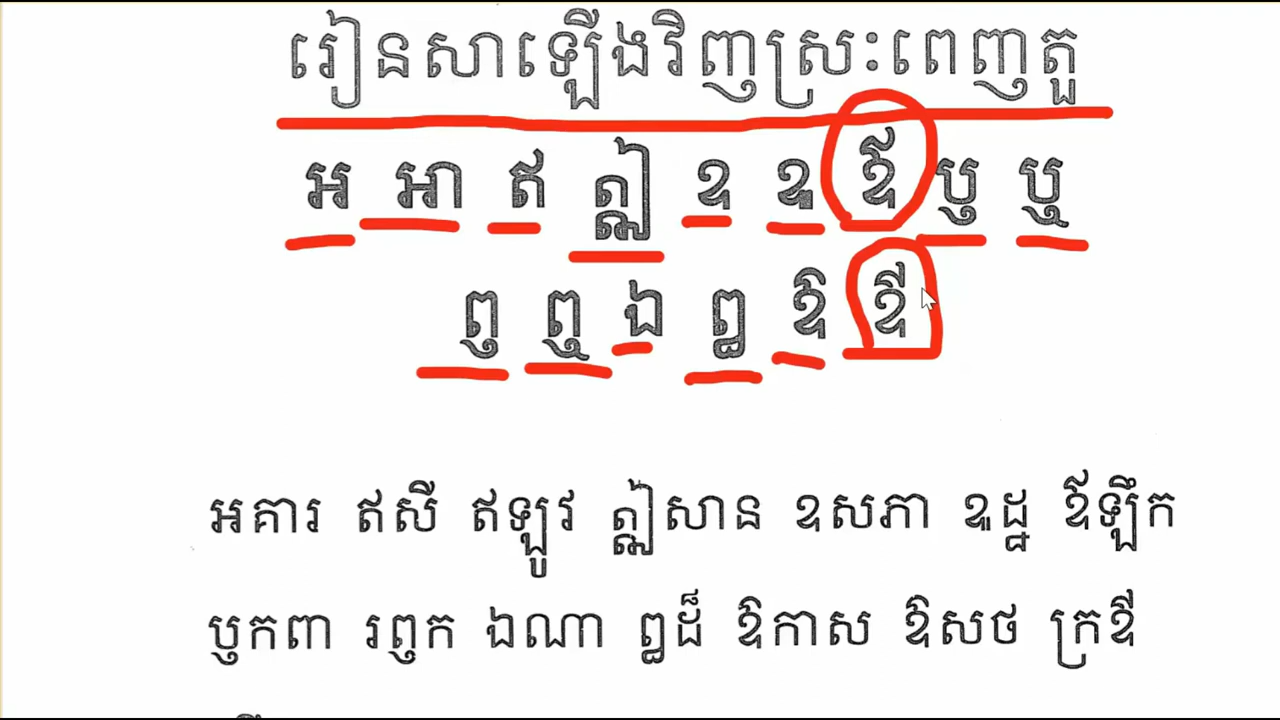 រៀនសាឡើងវិញស្រៈពេញតួ
អ អា ឥ ឦ ឧ ឩ ឪ ឫ ឬ
ឭ ឮ ឯ ឰ ឱ ឳ
អគារ ឥសី ឥឡូវ ឦសាន ឧសភា ឩដ្ឋ ឪឡឹក
ឫកពា រឭក ឯណា ឰដ៏ ឱកាស ឱសថ ក្រឳ